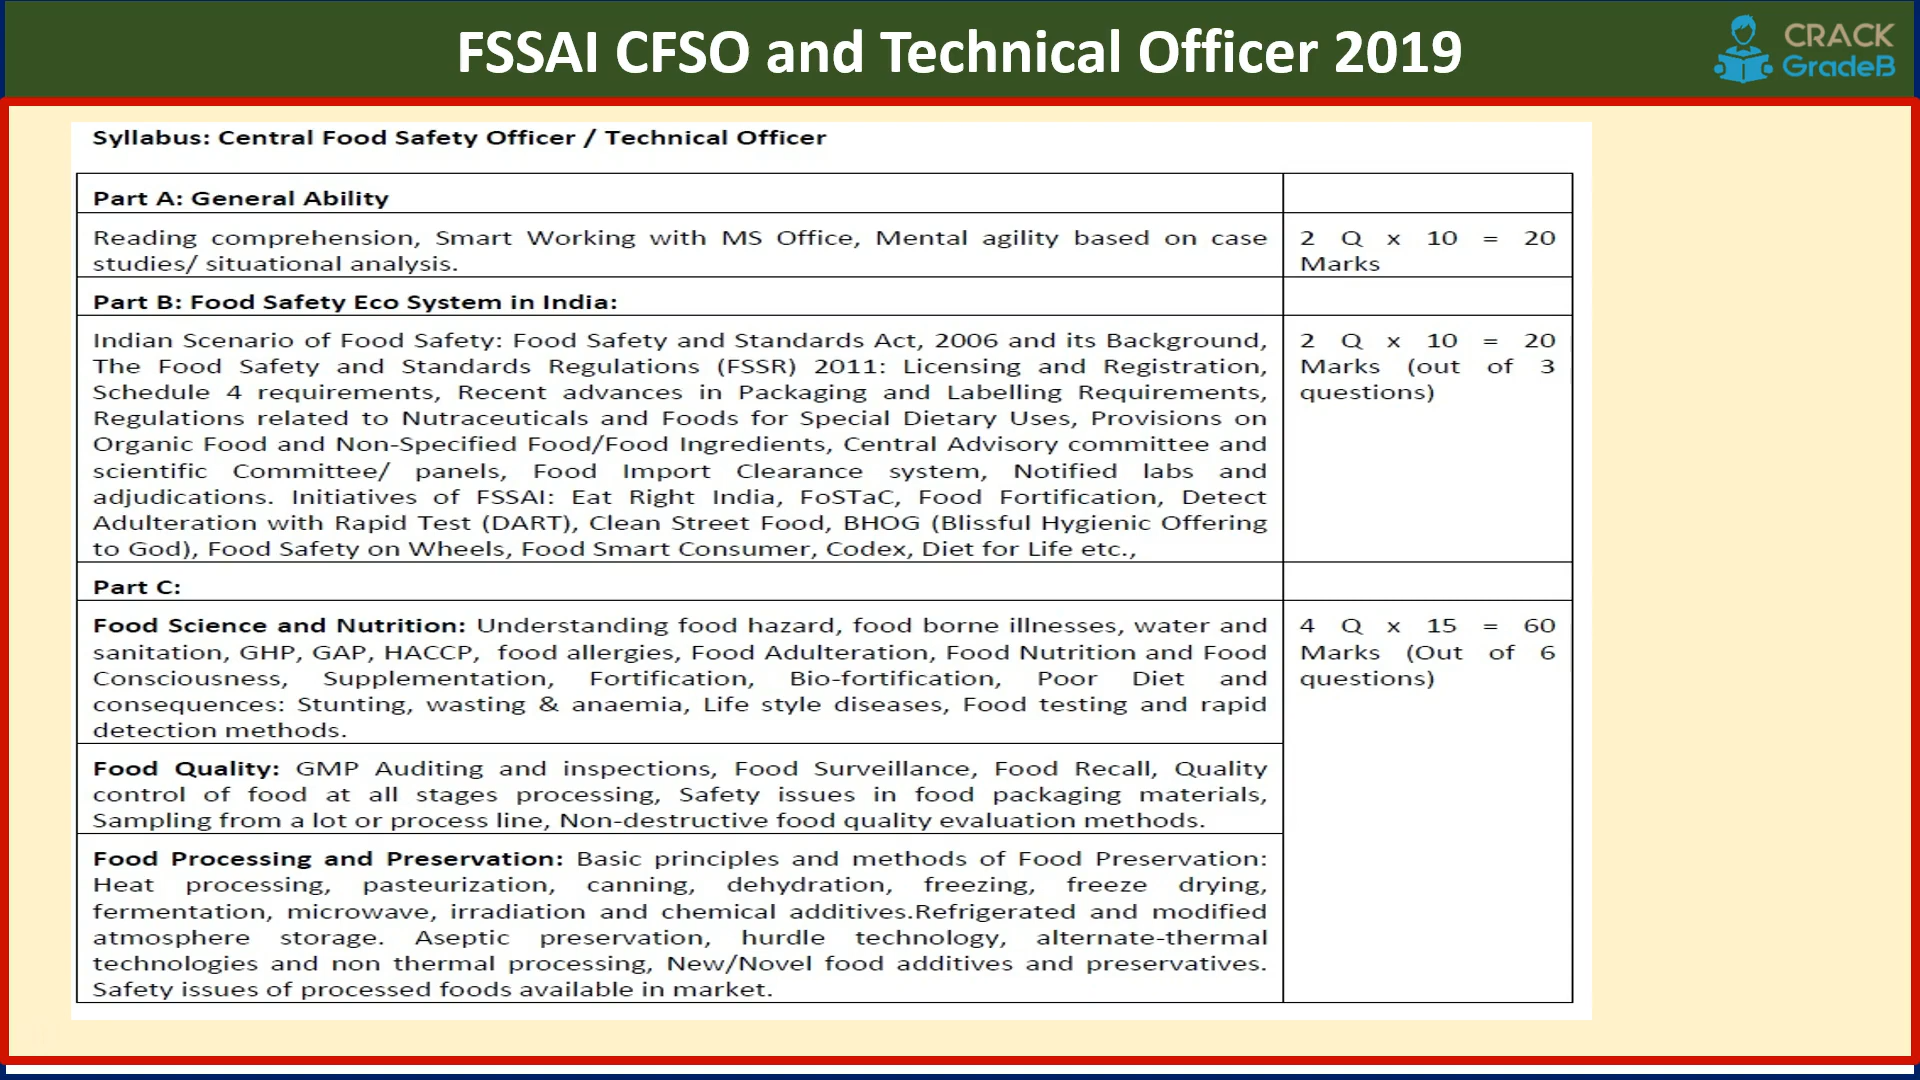 FSSAI CFSO and Technical Officer 2019
CRACK
GradeB
Syllabus: Central Food Safety Officer / Technical Officer
Part A: General Ability
Reading comprehension, Smart Working with MS Office, Mental agility based on case
studies/ situational analysis.
2 Q x 10 = 20
Marks
Part B: Food Safety Eco System in India:
Indian Scenario of Food Safety: Food Safety and Standards Act, 2006 and its Background,
The Food Safety and Standards Regulations (FSSR) 2011: Licensing and Registration,
Schedule 4 requirements, Recent advances in Packaging and Labelling Requirements,
Regulations related to Nutraceuticals and Foods for Special Dietary Uses, Provisions on
Organic Food and Non-Specified Food/Food Ingredients, Central Advisory committee and
scientific Committee/ panels, Food Import Clearance system, Notified labs and
adjudications. Initiatives of FSSAI: Eat Right India, FoSTaC, Food Fortification, Detect
Adulteration with Rapid Test (DART), Clean Street Food, BHOG (Blissful Hygienic Offering
to God), Food Safety on Wheels, Food Smart Consumer, Codex, Diet for Life etc.,
2 Q x 10 = 20
Marks (out of 3
questions)
Part C:
Food Science and Nutrition: Understanding food hazard, food borne illnesses, water and
sanitation, GHP, GAP, HACCP, food allergies, Food Adulteration, Food Nutrition and Food
Consciousness, Supplementation, Fortification, Bio-fortification, Poor Diet and
consequences: Stunting, wasting & anaemia, Life style diseases, Food testing and rapid
detection methods.
4 Q x 15 = 60
Marks (Out of 6
questions)
Food Quality: GMP Auditing and inspections, Food Surveillance, Food Recall, Quality
control of food at all stages processing, Safety issues in food packaging materials,
Sampling from a lot or process line, Non-destructive food quality evaluation methods.
Food Processing and Preservation: Basic principles and methods of Food Preservation:
Heat processing, pasteurization, canning, dehydration, freezing, freeze drying,
fermentation, microwave, irradiation and chemical additives.Refrigerated and modified
atmosphere storage. Aseptic preservation, hurdle technology, alternate-thermal
technologies and non thermal processing, New/Novel food additives and preservatives.
Safety issues of processed foods available in market.